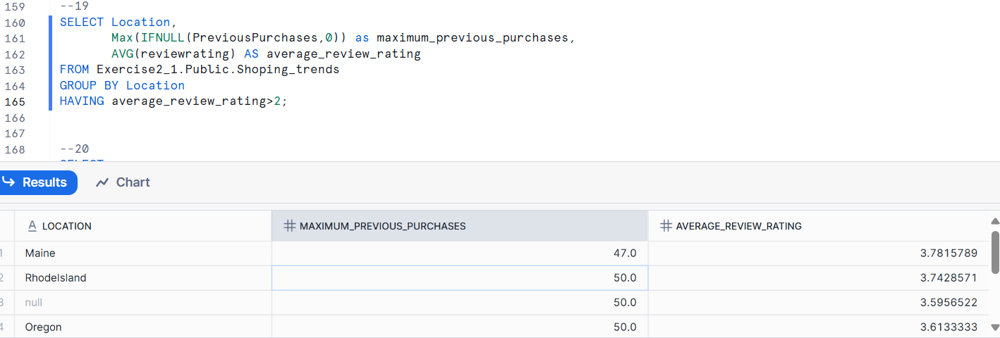 159 --19
160 SELECT Location,
161 Max(IFNULL(PreviousPurchases,0)) as maximum_previous_purchases,
162 AVG(reviewrating) AS average_review_rating
163 FROM Exercise2_1.Public.Shoping_trends
164 GROUP BY Location
165 HAVING average_review_rating>2;
166
167
168 --20
SELECT
Results Chart
LOCATION MAXIMUM_PREVIOUS_PURCHASES AVERAGE_REVIEW_RATING
1 Maine 47.0 3.7815789
2 RhodeIsland 50.0 3.7428571
3 null 50.0 3.5956522
4 Oregon 50.0 3.6133333